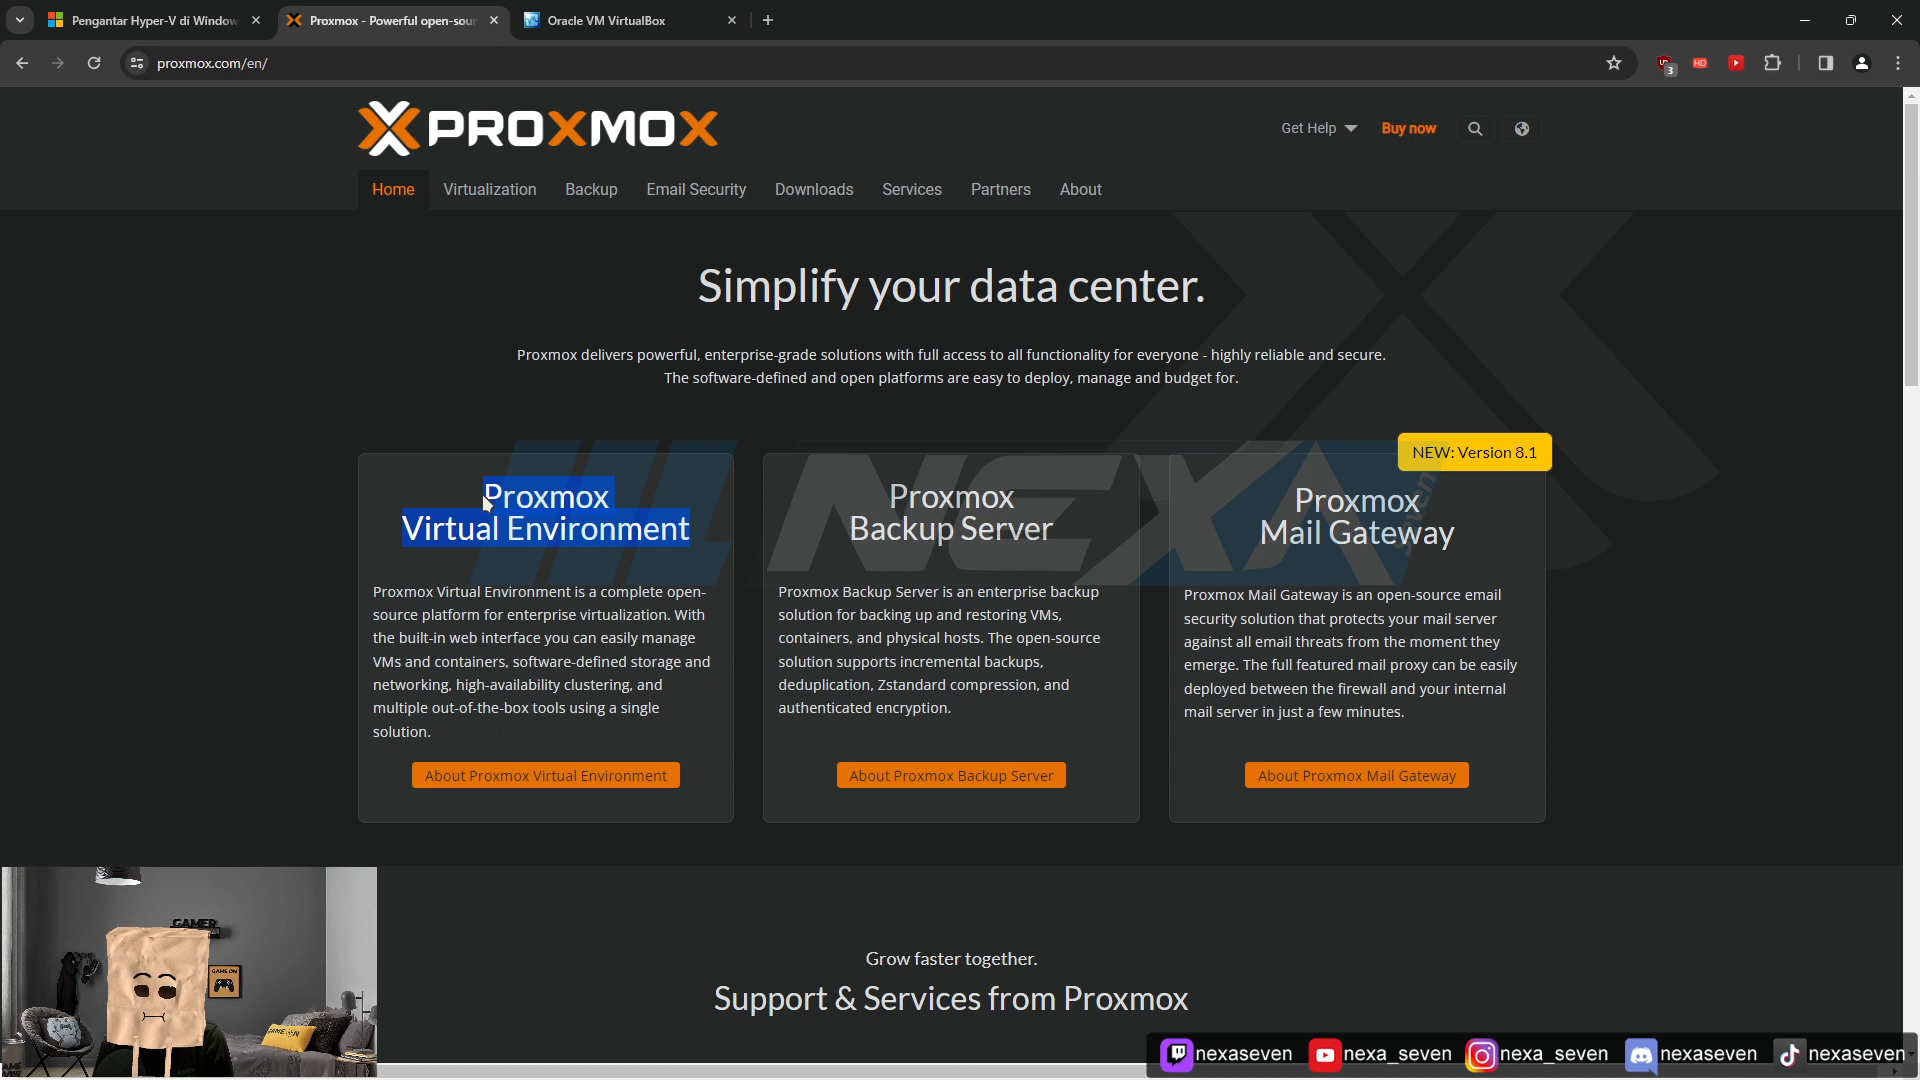 Pengantar Hyper-V di Window
Proxmox - Powerful open-sou
Oracle VM VirtualBox
proxmox.com/en/
3
HD
PROXMOX
Get Help
Buy now
Home
Virtualization
Backup
Email Security
Downloads
Services
Partners
About
Simplify your data center.
Proxmox delivers powerful, enterprise-grade solutions with full access to all functionality for everyone - highly reliable and secure.
The software-defined and open platforms are easy to deploy, manage and budget for.
NEW: Version 8.1
NEXA
Seven
Proxmox
Virtual Environment
Proxmox Virtual Environment is a complete open-
source platform for enterprise virtualization. With
the built-in web interface you can easily manage
VMs and containers, software-defined storage and
networking, high-availability clustering, and
multiple out-of-the-box tools using a single
solution.
About Proxmox Virtual Environment
Proxmox
Backup Server
Proxmox Backup Server is an enterprise backup
solution for backing up and restoring VMs,
containers, and physical hosts. The open-source
solution supports incremental backups,
deduplication, Zstandard compression, and
authenticated encryption.
About Proxmox Backup Server
Proxmox
Mail Gateway
Proxmox Mail Gateway is an open-source email
security solution that protects your mail server
against all email threats from the moment they
emerge. The full featured mail proxy can be easily
deployed between the firewall and your internal
mail server in just a few minutes.
About Proxmox Mail Gateway
Grow faster together.
Support & Services from Proxmox
GAMER
GAME ON
GAME ON
nexaseven
nexa_seven
nexa_seven
nexaseven
nexaseven